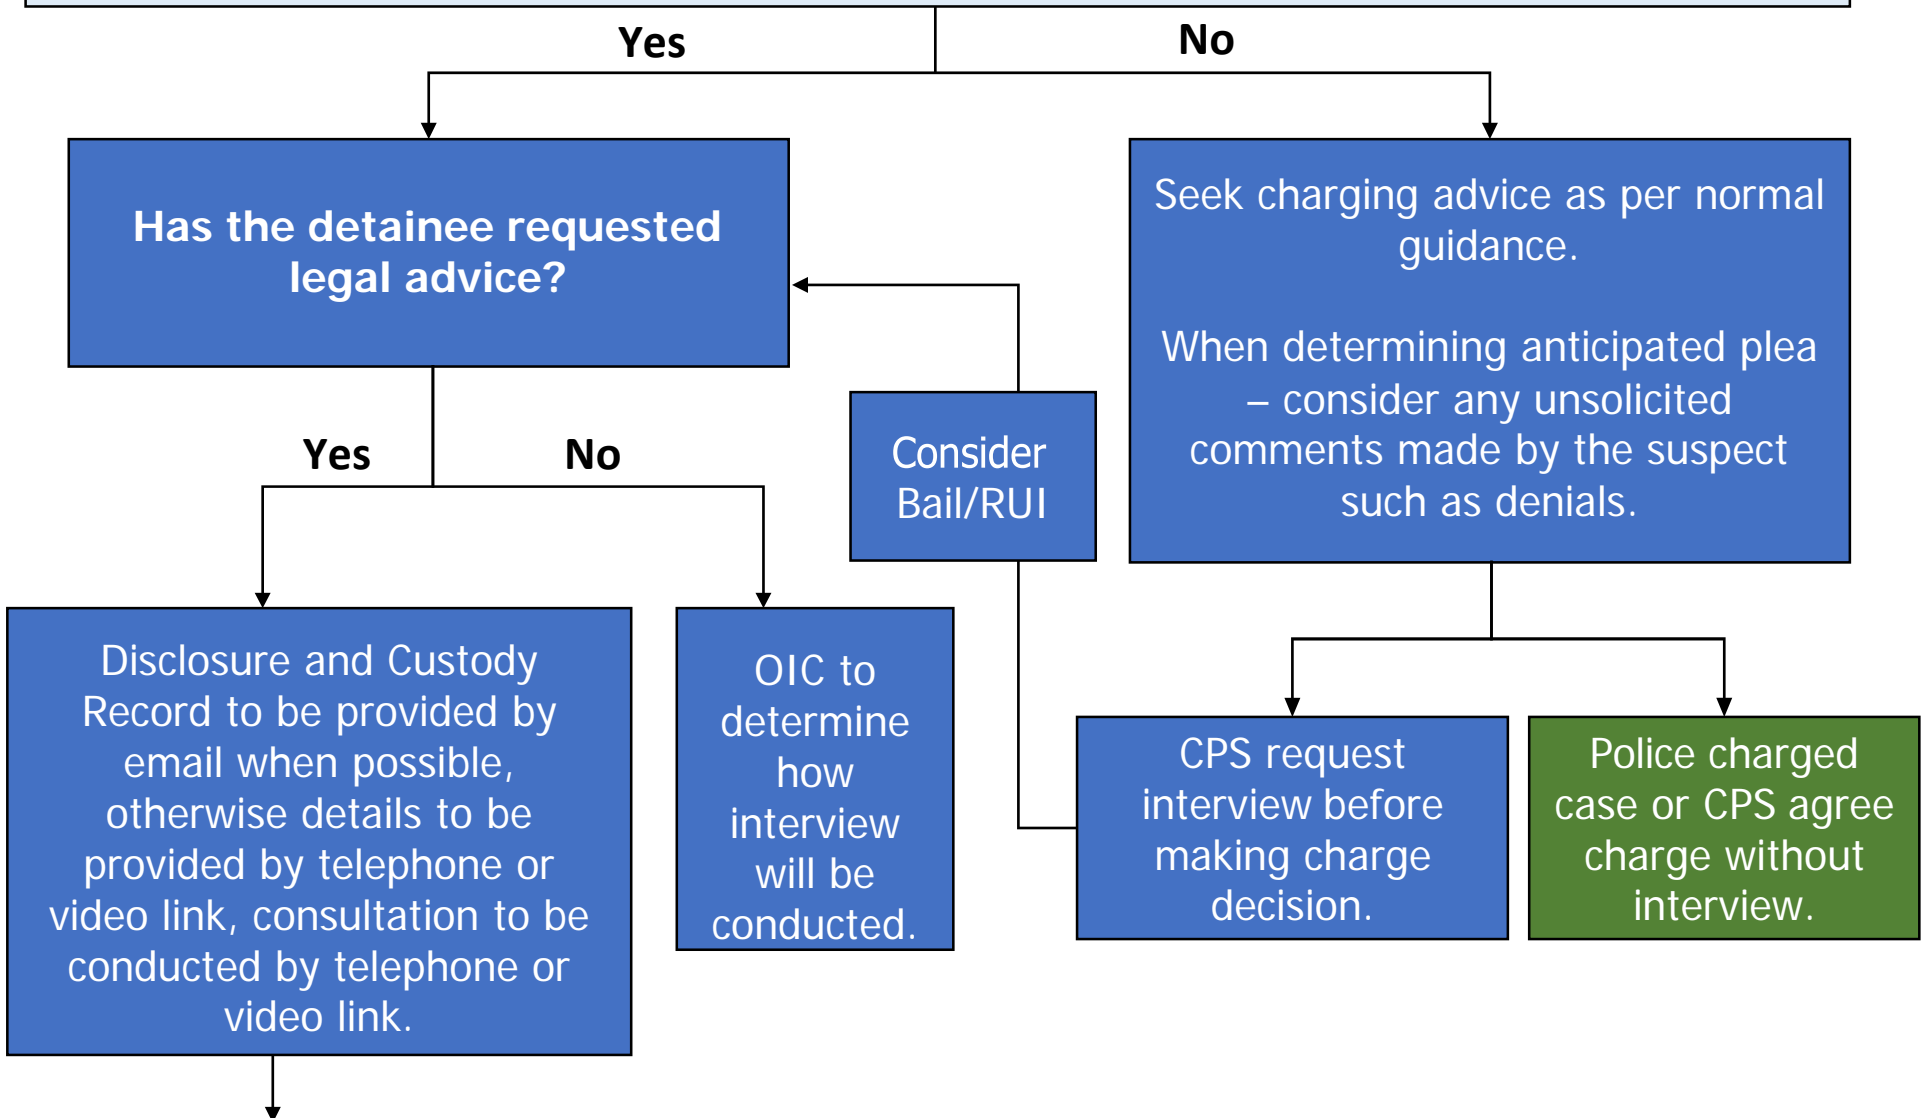 Yes
No
Has the detainee requested
legal advice?
Seek charging advice as per normal
guidance.
When determining anticipated plea
– consider any unsolicited
comments made by the suspect
such as denials.
Consider
Bail/RUI
Yes
No
Disclosure and Custody
Record to be provided by
email when possible,
otherwise details to be
provided by telephone or
video link, consultation to be
conducted by telephone or
video link.
OIC to
determine
how
interview
will be
conducted.
CPS request
interview before
making charge
decision.
Police charged
case or CPS agree
charge without
interview.